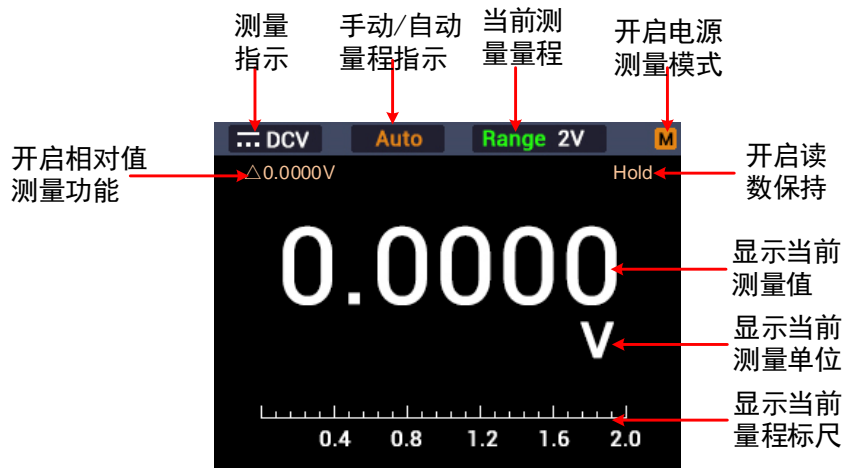 测量
指示
手动/自动
量程指示
当前测
量量程
开启电源
测量模式
DCV
Auto
Range 2V
M
开启相对值
测量功能
△0.0000V
Hold
开启读
数保持
0.0000
显示当前
测量值
V
显示当前
测量单位
显示当前
量程标尺
0.4 0.8 1.2 1.6 2.0